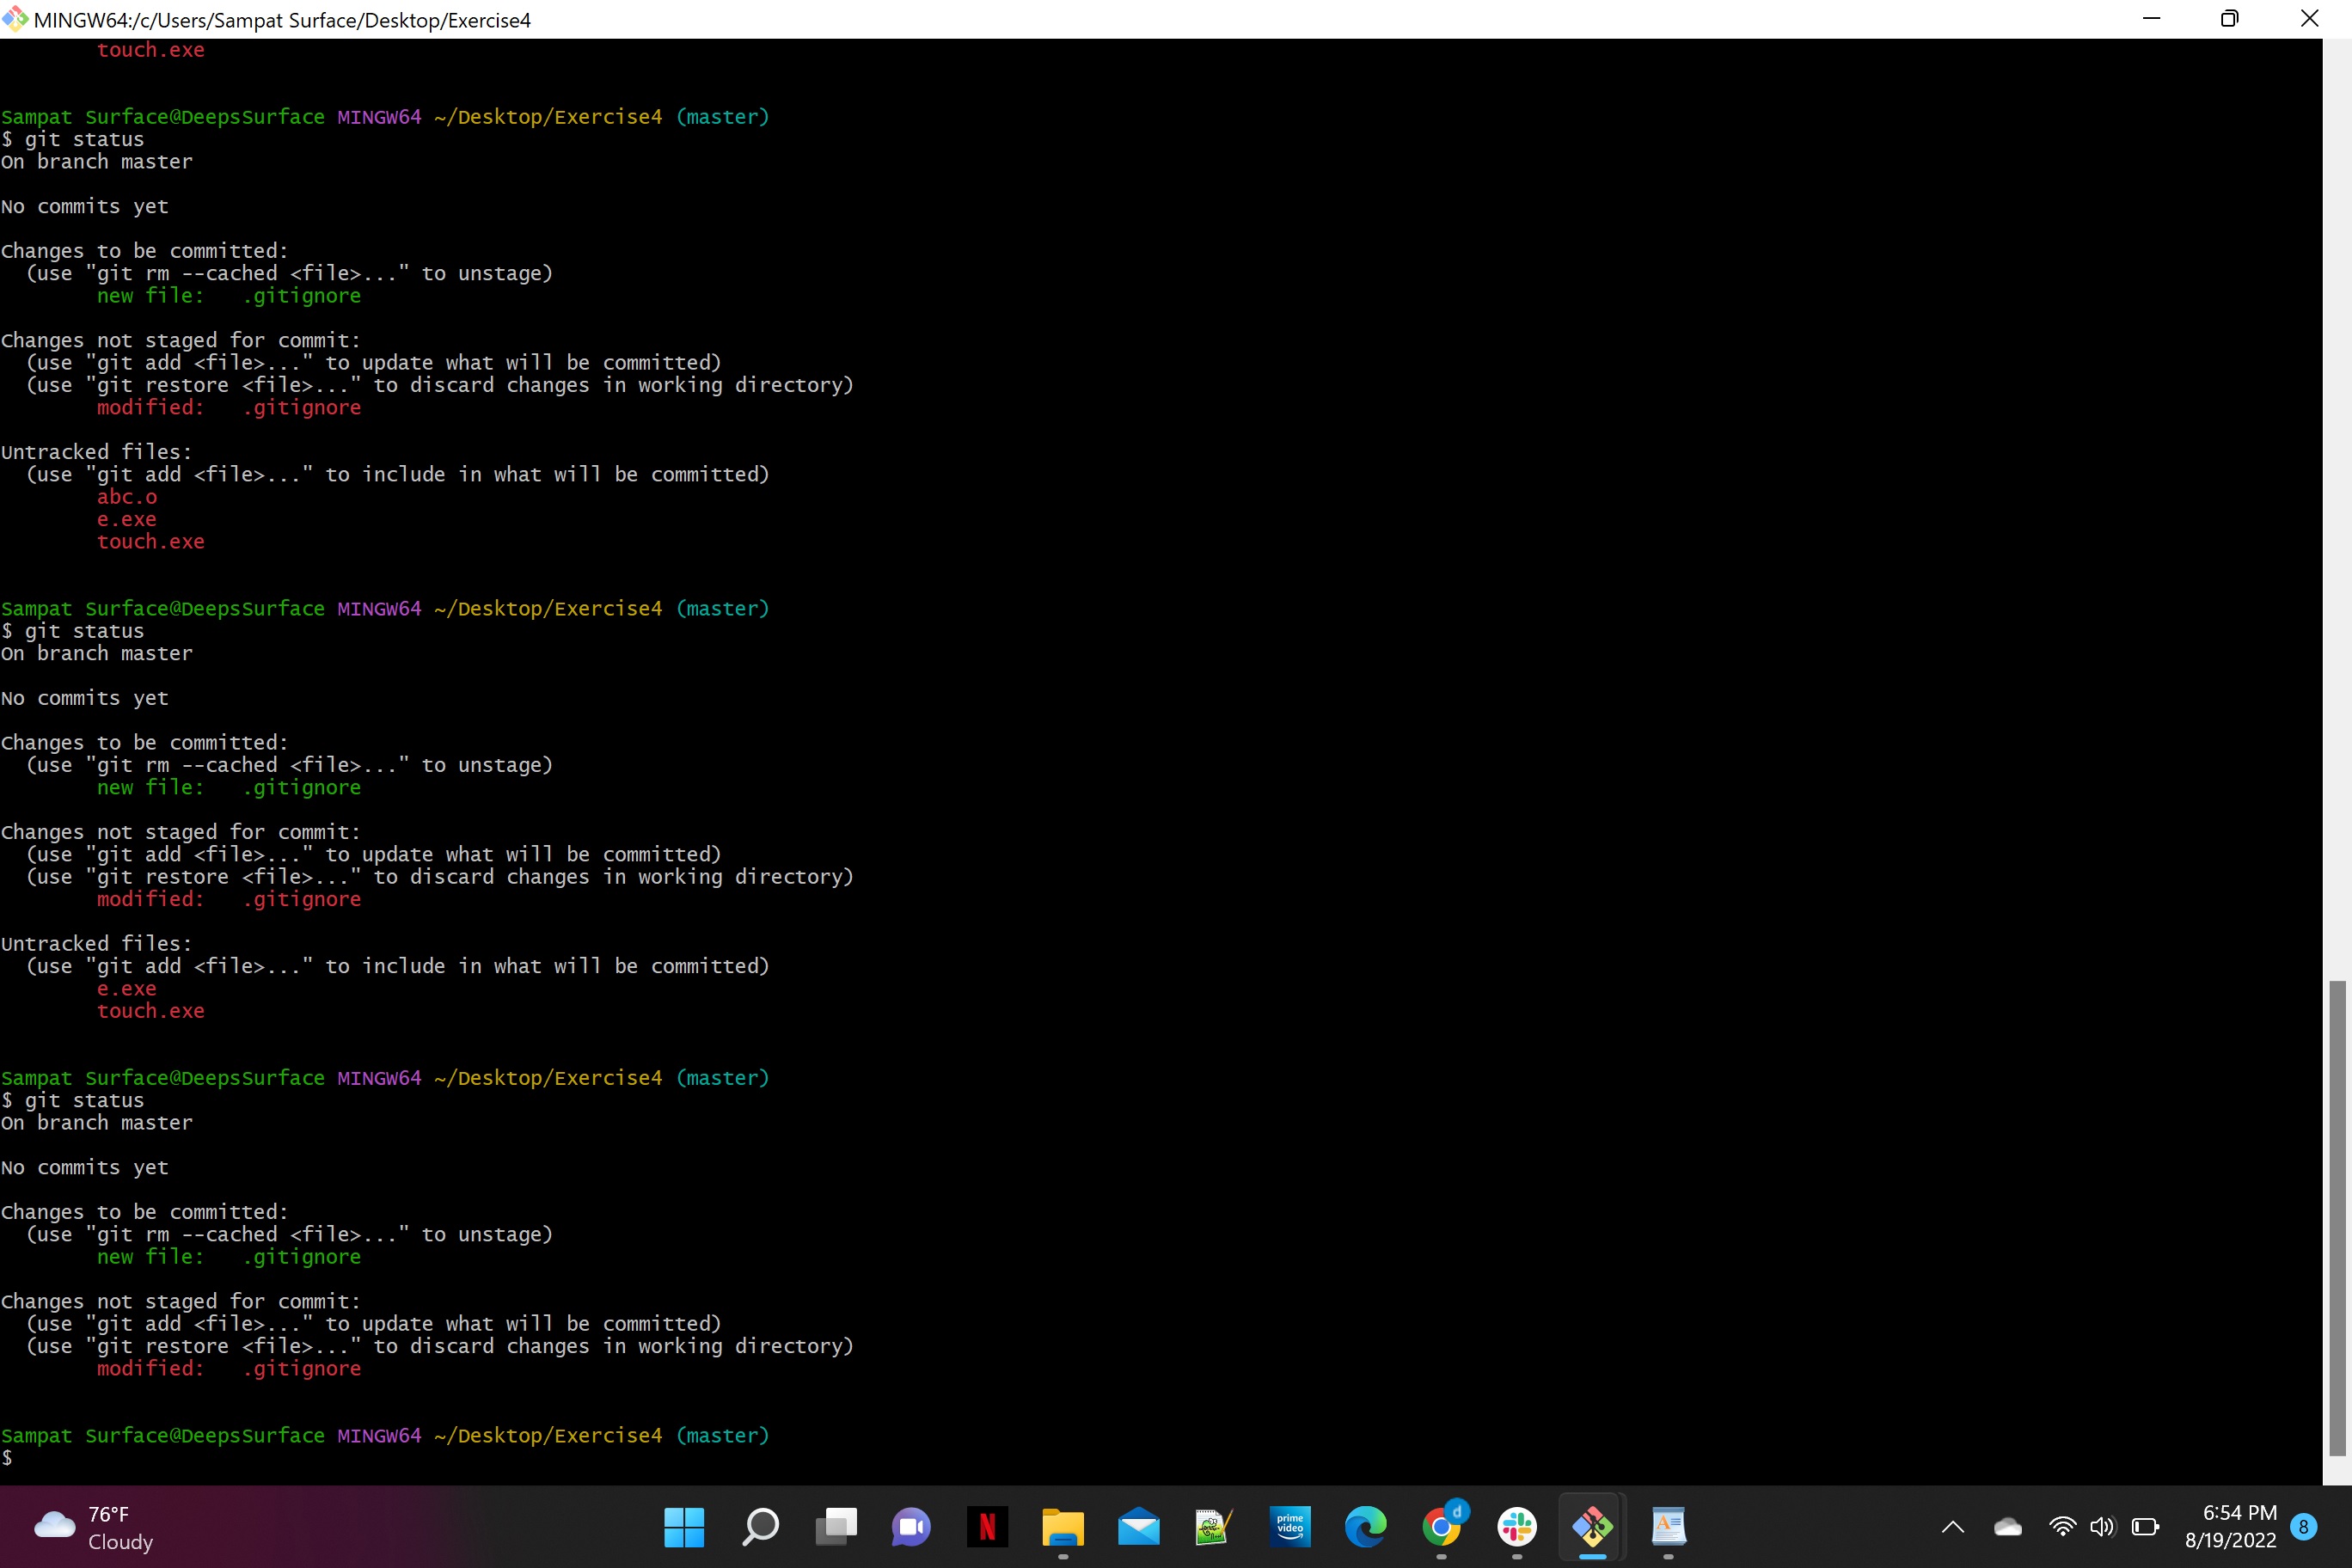 MINGW64:/c/Users/Sampat Surface/Desktop/Exercise4
touch.exe
Sampat Surface@DeepsSurface MINGW64 ~/Desktop/Exercise4 (master)
$ git status
On branch master
No commits yet
Changes to be committed:
(use "git rm --cached <file>..." to unstage)
new file: .gitignore
Changes not staged for commit:
(use "git add <file>..." to update what will be committed)
(use "git restore <file>..." to discard changes in working directory)
modified: .gitignore
Untracked files:
(use "git add <file>..." to include in what will be committed)
abc.o
e.exe
touch.exe
Sampat Surface@DeepsSurface MINGW64 ~/Desktop/Exercise4 (master)
$ git status
On branch master
No commits yet
Changes to be committed:
(use "git rm --cached <file>..." to unstage)
new file: .gitignore
Changes not staged for commit:
(use "git add <file>..." to update what will be committed)
(use "git restore <file>..." to discard changes in working directory)
modified: .gitignore
Untracked files:
(use "git add <file>..." to include in what will be committed)
e.exe
touch.exe
Sampat Surface@DeepsSurface MINGW64 ~/Desktop/Exercise4 (master)
$ git status
On branch master
No commits yet
Changes to be committed:
(use "git rm --cached <file>..." to unstage)
new file: .gitignore
Changes not staged for commit:
(use "git add <file>..." to update what will be committed)
(use "git restore <file>..." to discard changes in working directory)
modified: .gitignore
Sampat Surface@DeepsSurface MINGW64 ~/Desktop/Exercise4 (master)
$
76°F
Cloudy
N
prime
video
d
A
6:54 PM
8/19/2022
8